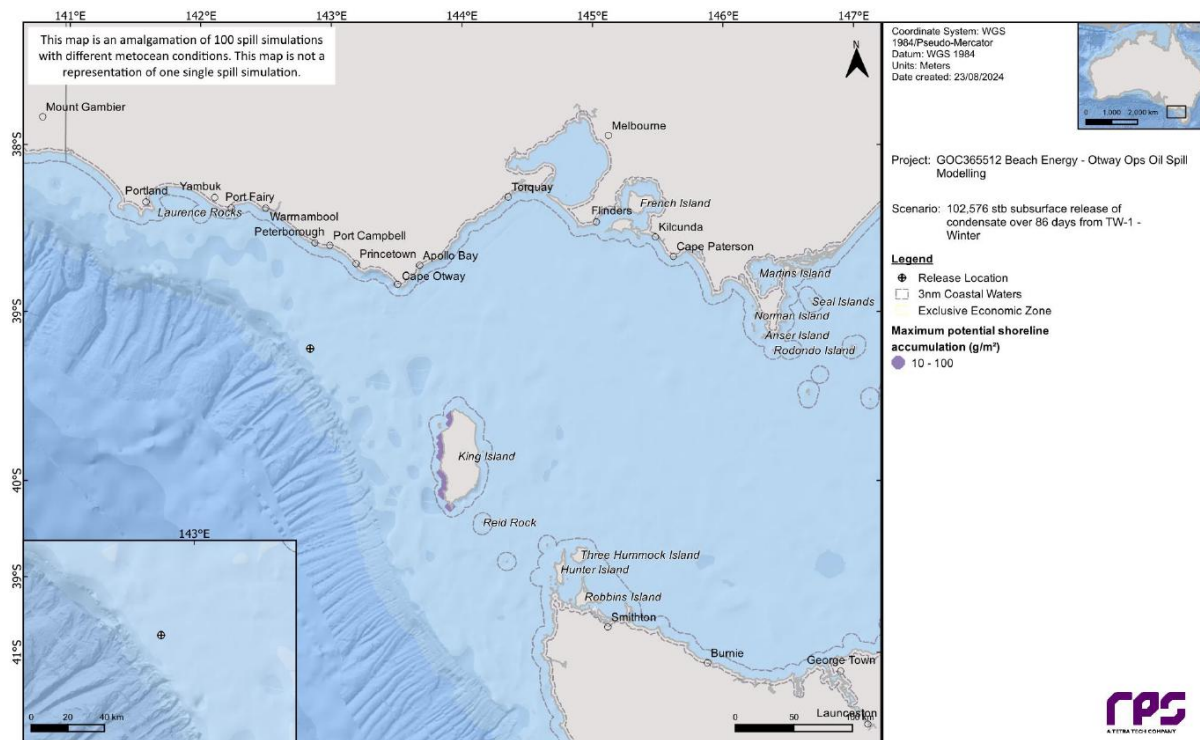 141°E 142°E 143°E 144°E 145°E 146°E 147°E
This map is an amalgamation of 100 spill simulations
with different metocean conditions. This map is not a
representation of one single spill simulation.
Mount Gambier
Melbourne
38°S
Portland
Yambuk
Port Fairy
Laurence Rocks
Warrnambool
Peterborough
Port Campbell
Princetown
Apollo Bay
Cape Otway
Torquay
Flinders
French Island
Kilcunda
Cape Paterson
Martins Island
Seal Islands
39°S
Norman Island
Anser Island
Rodondo Island
King Island
40°S
Reid Rock
Three Hummock Island
Hunter Island
Robbins Island
Smithton
41°S
Burnie
George Town
Launceston
0 50 100 km
143°E
39°S
0 20 40 km
N
Coordinate System: WGS
1984/Pseudo-Mercator
Datum: WGS 1984
Units: Meters
Date created: 23/08/2024
0 1,000 2,000 km
Project: GOC365512 Beach Energy - Otway Ops Oil Spill
Modelling
Scenario: 102,576 stb subsurface release of
condensate over 86 days from TW-1 -
Winter
Legend
Release Location
3nm Coastal Waters
Exclusive Economic Zone
Maximum potential shoreline
accumulation (g/m²)
10 - 100
rps
A TETRA TECH COMPANY